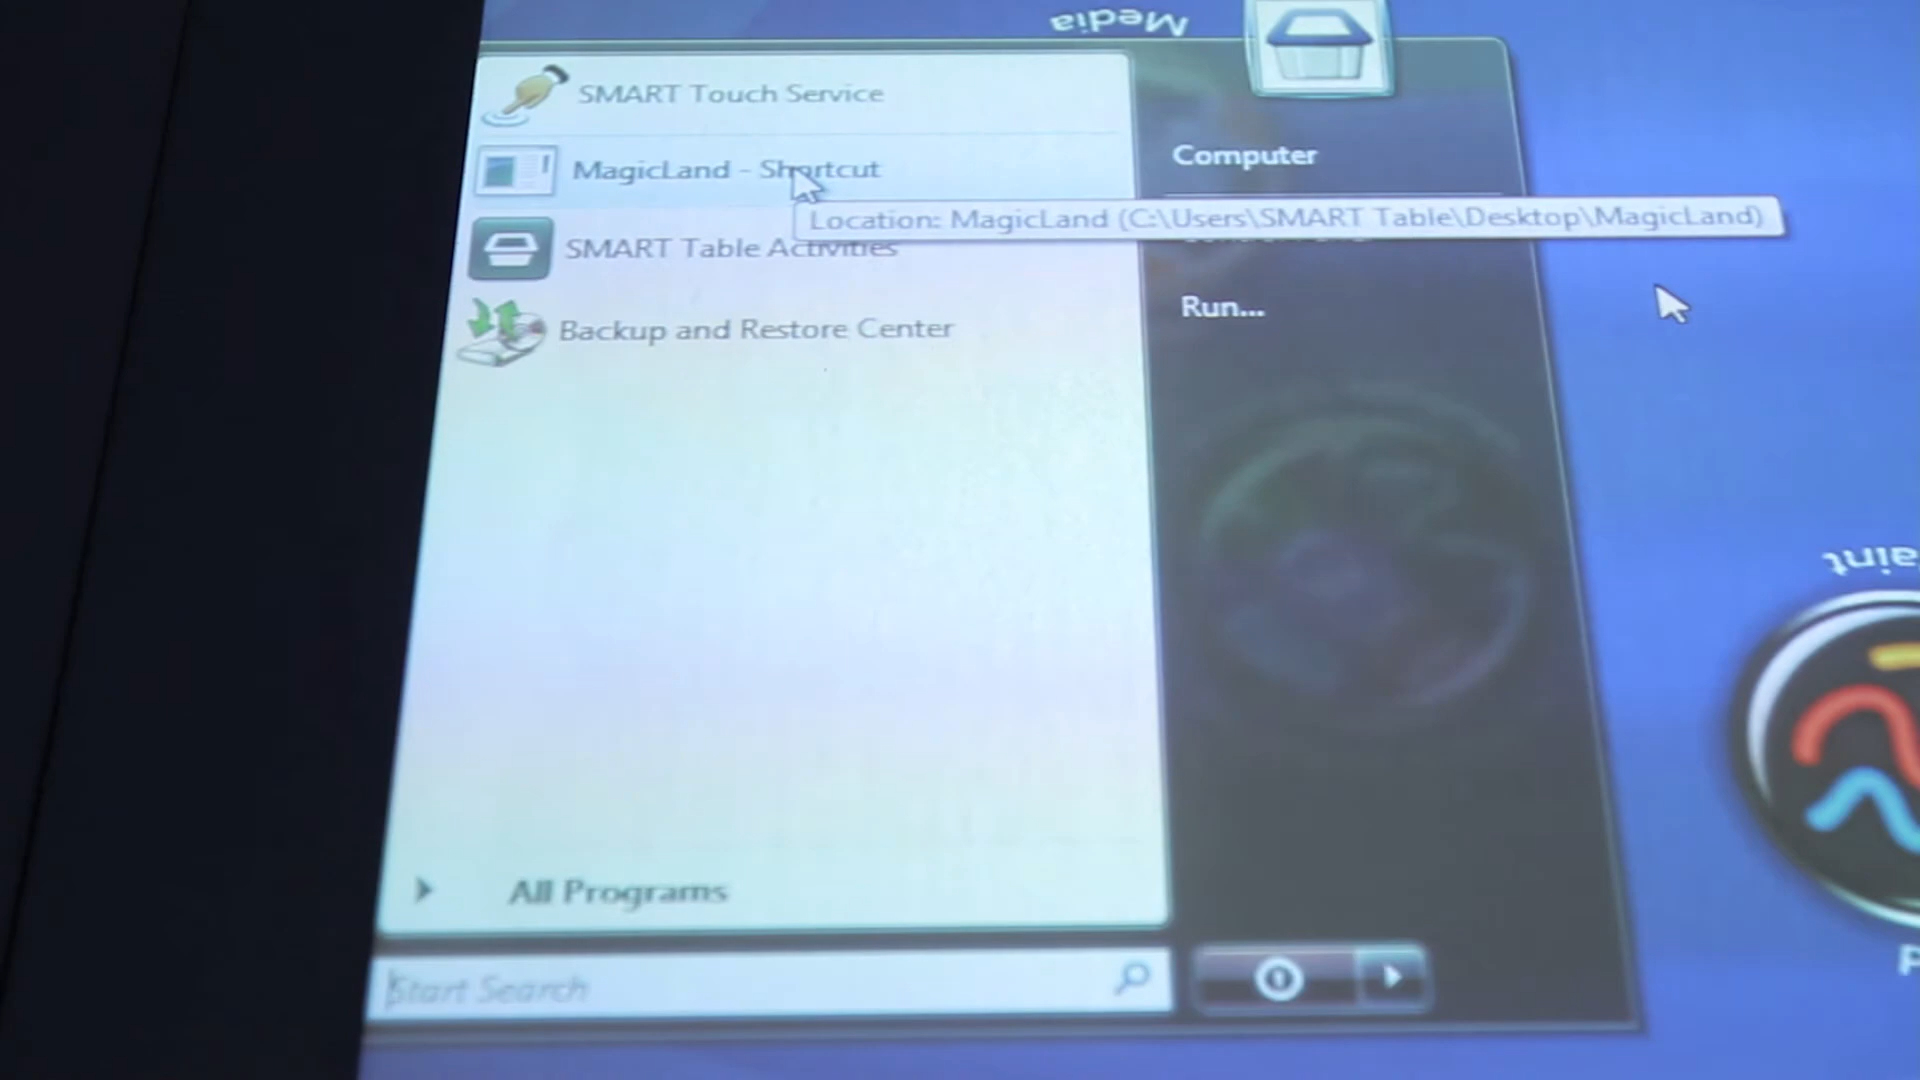 Media
SMART Touch Service
MagicLand - Shortcut
SMART Table Activities
Backup and Restore Center
All Programs
Start Search
Computer
Location: MagicLand (C:\Users\SMART Table\Desktop\MagicLand)
Run...